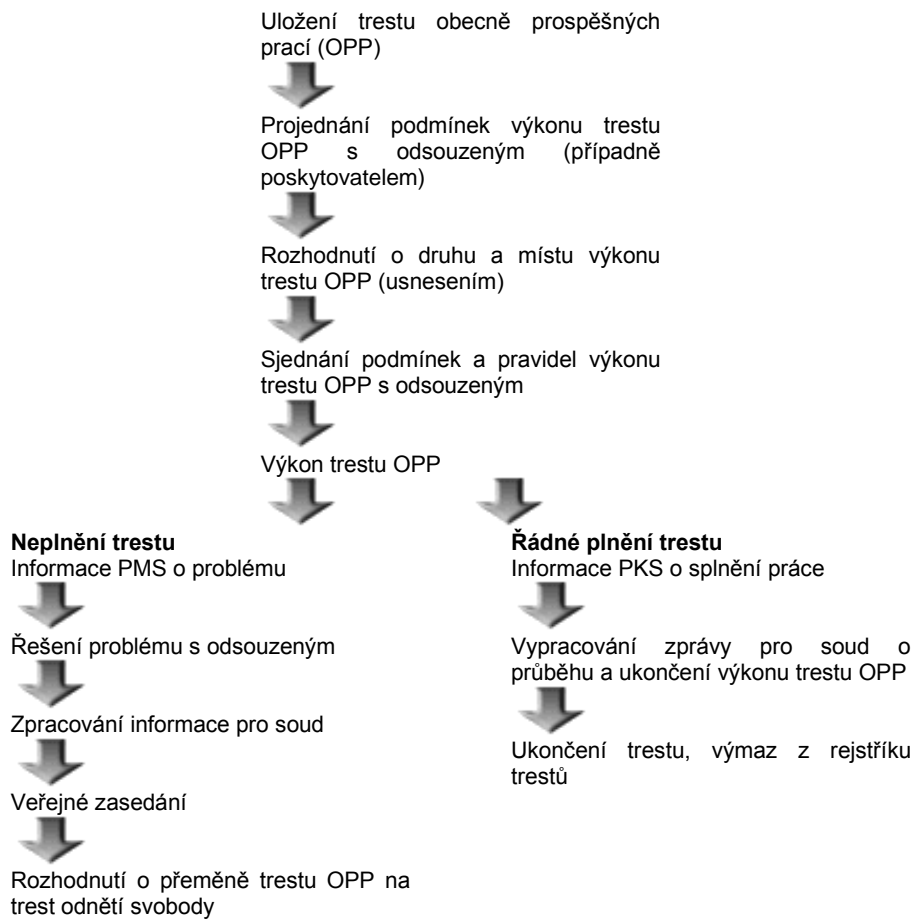 Uložení trestu obecně prospěšných
prací (OPP)
Projednání podmínek výkonu trestu
OPP s odsouzeným (případně
poskytovatelem)
Rozhodnutí o druhu a místu výkonu
trestu OPP (usnesením)
Sjednání podmínek a pravidel výkonu
trestu OPP s odsouzeným
Výkon trestu OPP
Neplnění trestu
Informace PMS o problému
Řešení problému s odsouzeným
Zpracování informace pro soud
Veřejné zasedání
Rozhodnutí o přeměně trestu OPP na
trest odnětí svobody
Řádné plnění trestu
Informace PKS o splnění práce
Vypracování zprávy pro soud o
průběhu a ukončení výkonu trestu OPP
Ukončení trestu, výmaz z rejstříku
trestů